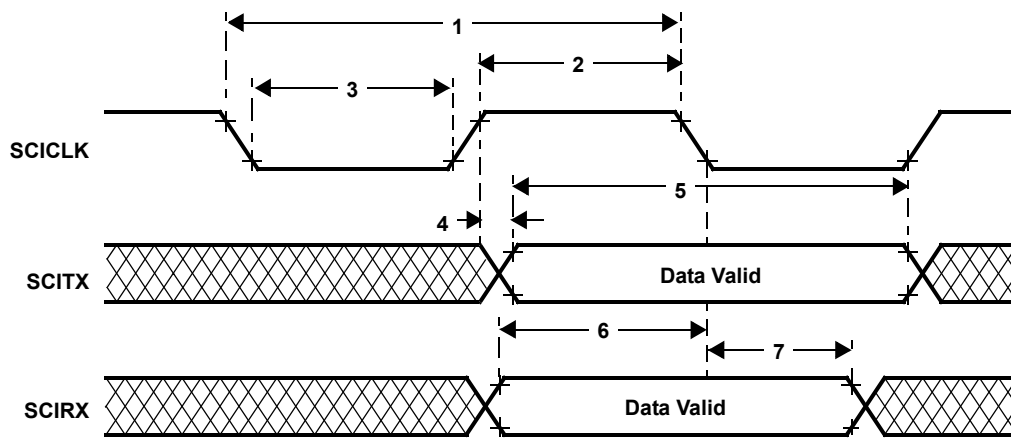 1
2
3
SCICLK
5
4
SCITX
Data Valid
6
7
SCIRX
Data Valid